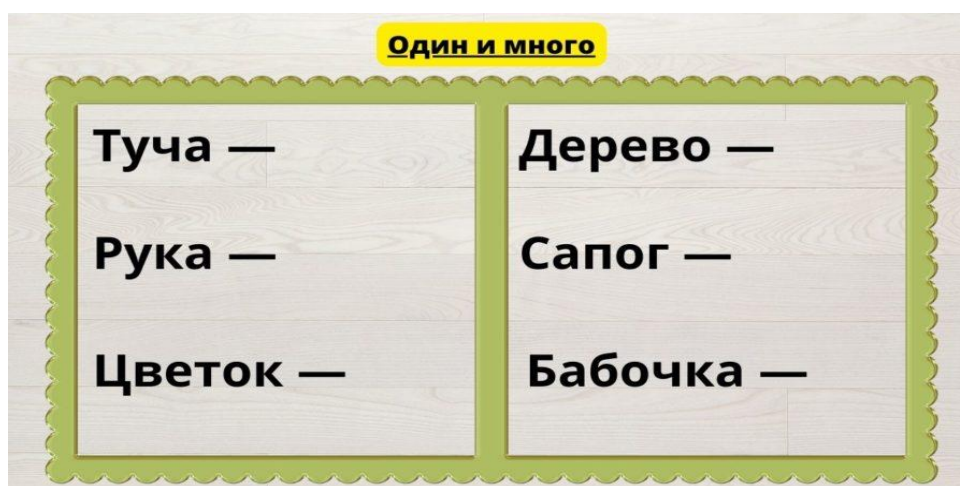 Один и много
Туча —
Рука —
Цветок —
Дерево —
Сапог —
Бабочка —